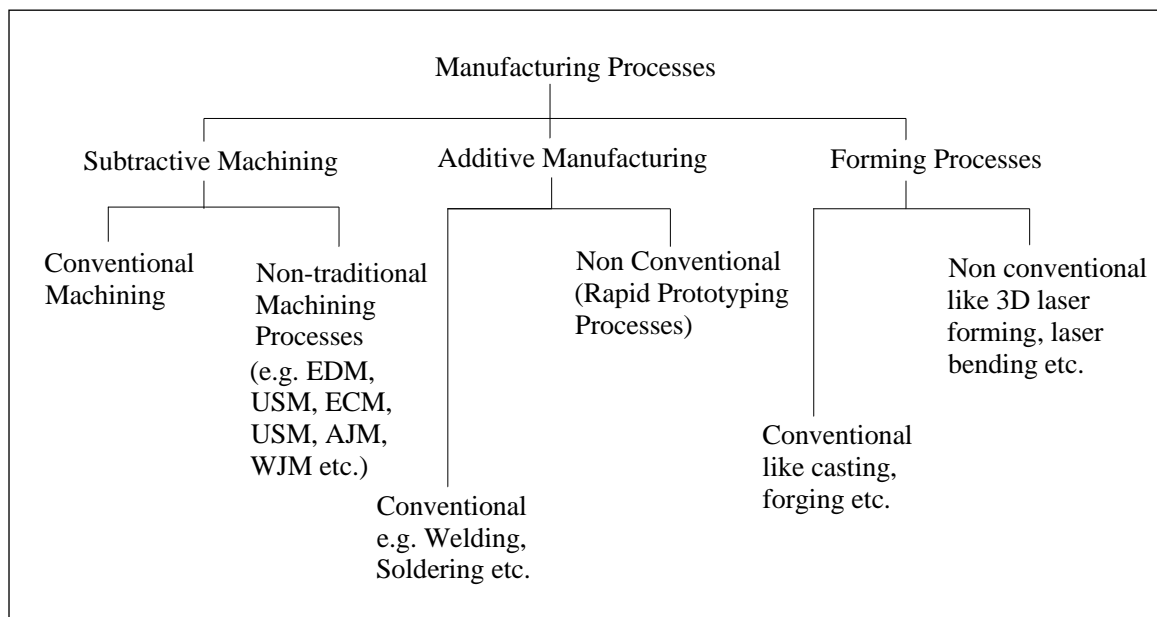 Manufacturing Processes
Subtractive Machining
Additive Manufacturing
Forming Processes
Conventional
Machining
Non-traditional
Machining
Processes
(e.g. EDM,
USM, ECM,
USM, AJM,
WJM etc.)
Conventional
e.g. Welding,
Soldering etc.
Non Conventional
(Rapid Prototyping
Processes)
Conventional
like casting,
forging etc.
Non conventional
like 3D laser
forming, laser
bending etc.